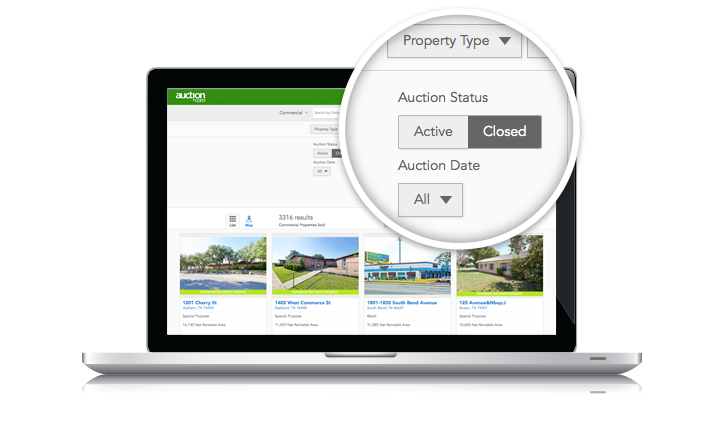 Property Type
Auction Status
Active Closed
Auction Date
All
auction
.com
Commercial Search by State
Property Type
Auction Status
Active
Auction Date
All
List Map
3316 results
Commercial Properties Sold
1201 Cherry St
Graham, TX 76450
Special Purpose
16,130 Net Rentable Area
1405 West Commerce St
Eastland, TX 76448
Special Purpose
11,909 Net Rentable Area
1801-1835 South Bend Avenue
South Bend, IN 46637
Retail
31,085 Net Rentable Area
125 Avenue&Nbsp;J
Anson, TX 79501
Special Purpose
14,600 Net Rentable Area